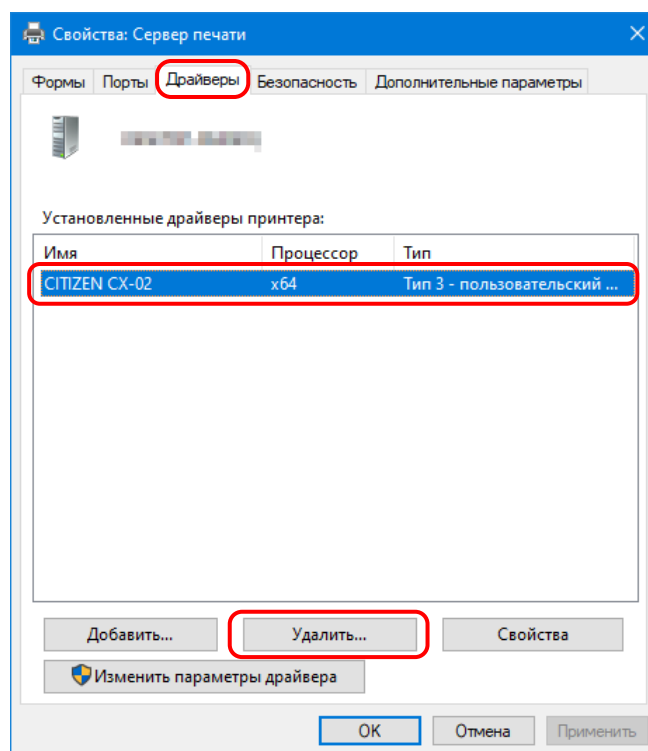 Свойства: Сервер печати
Формы Порты Драйверы Безопасность Дополнительные параметры
Установленные драйверы принтера:
Имя Процессор Тип
CITIZEN CX-02 x64 Тип 3 - пользовательский ...
Добавить... Удалить... Свойства
Изменить параметры драйвера
OK Отмена Применить